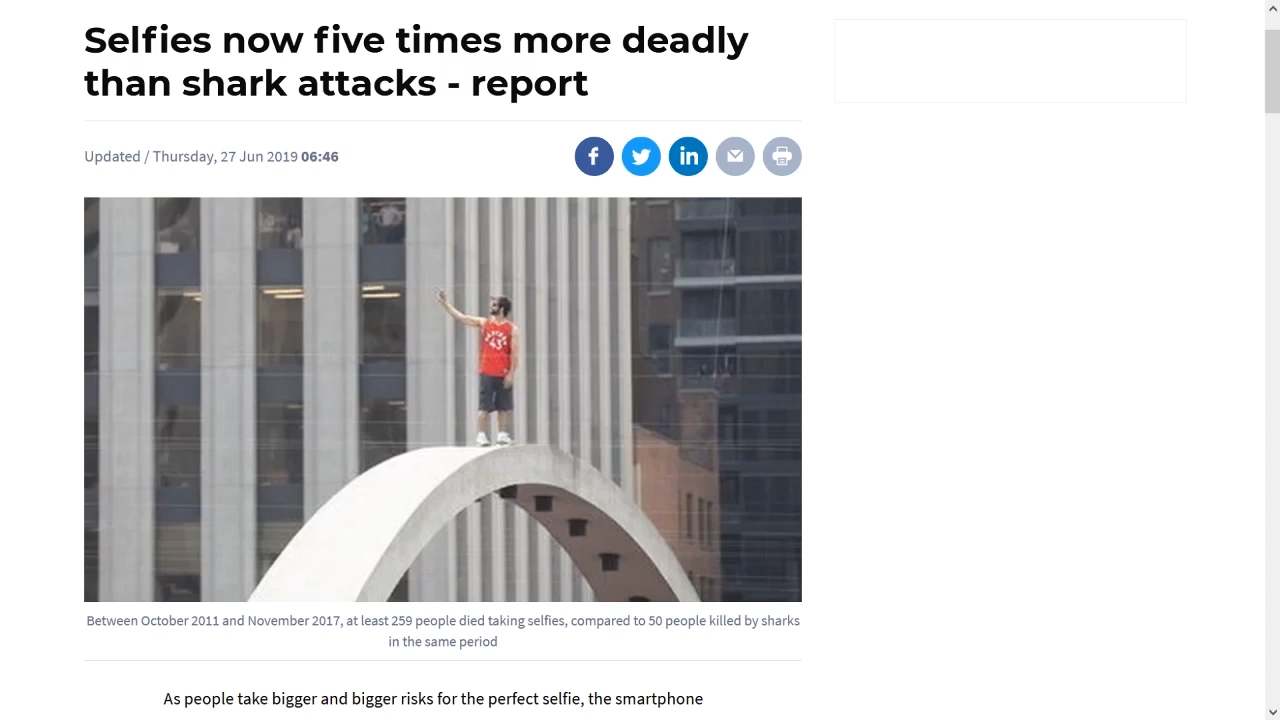 Selfies now five times more deadly
than shark attacks - report
Updated / Thursday, 27 Jun 2019 06:46
Between October 2011 and November 2017, at least 259 people died taking selfies, compared to 50 people killed by sharks
in the same period
As people take bigger and bigger risks for the perfect selfie, the smartphone